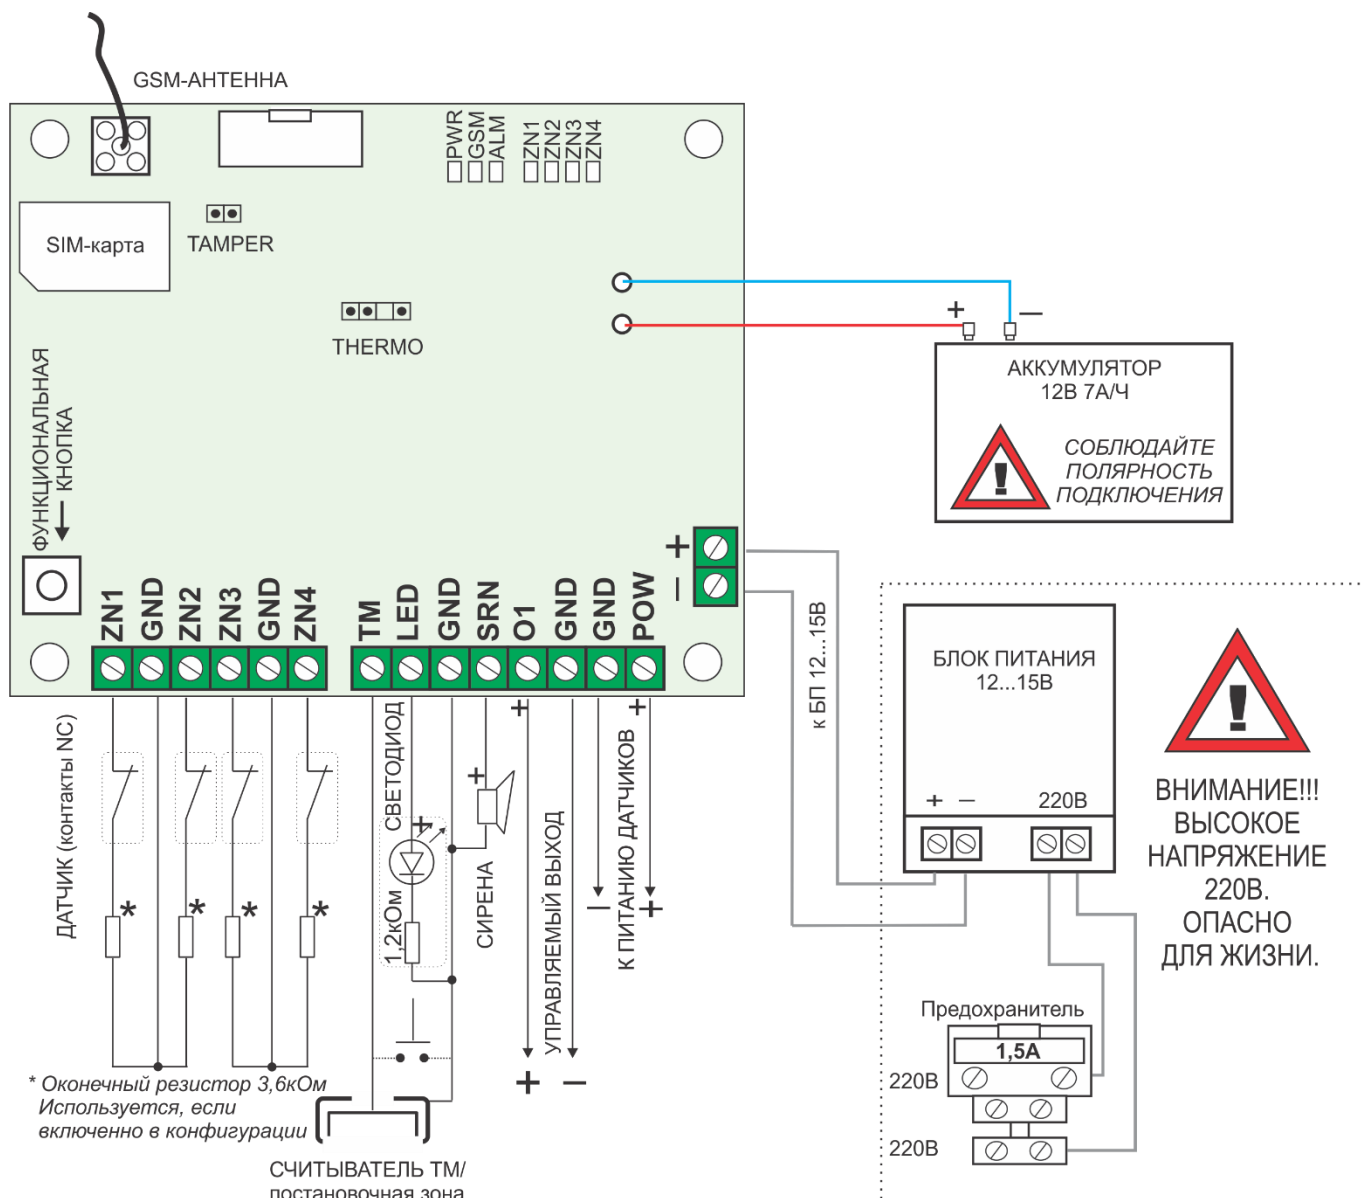 GSM-АНТЕННА
PWR
GSM
ALM
ZN1
ZN2
ZN3
ZN4
SIM-карта
TAMPER
THERMO
ФУНКЦИОНАЛЬНАЯ
КНОПКА
+
—
АККУМУЛЯТОР
12В 7А/Ч
СОБЛЮДАЙТЕ
ПОЛЯРНОСТЬ
ПОДКЛЮЧЕНИЯ
+
—
ZN1
GND
ZN2
ZN3
GND
ZN4
TM
LED
GND
SRN
O1
GND
GND
POW
к БП 12...15В
БЛОК ПИТАНИЯ
12...15В
+ —
220В
ВНИМАНИЕ!!!
ВЫСОКОЕ
НАПРЯЖЕНИЕ
220В.
ОПАСНО
ДЛЯ ЖИЗНИ.
ДАТЧИК (контакты NC)
*
*
*
*
СВЕТОДИОД
+
1,2кОм
+
СИРЕНА
+
УПРАВЛЯЕМЫЙ ВЫХОД
+ —
+
К ПИТАНИЮ ДАТЧИКОВ
— +
Предохранитель
1,5А
220В
220В
* Оконечный резистор 3,6кОм
Используется, если
включенно в конфигурации
СЧИТЫВАТЕЛЬ ТМ/
постановочная зона